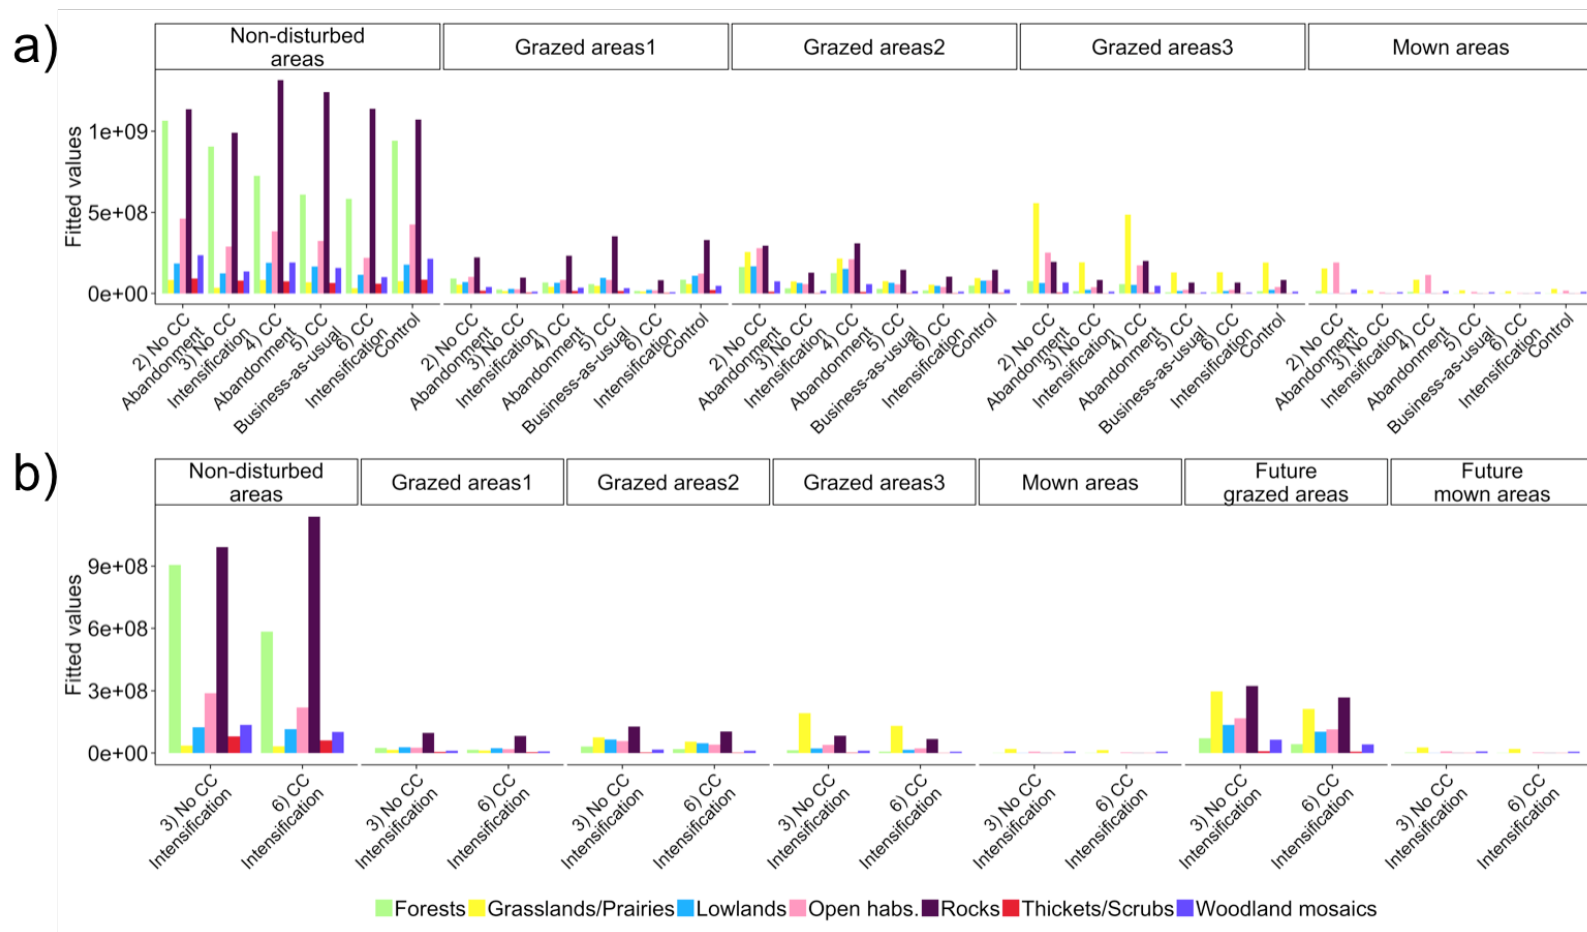 a)
Non-disturbed
areas
Grazed areas1
Grazed areas2
Grazed areas3
Mown areas
Fitted values
1e+09
5e+08
0e+00
2) No CC
Abandonment
3) No CC
Intensification
4) CC
Abandonment
5) CC
Business-as-usual
6) CC
Intensification
Control
2) No CC
Abandonment
3) No CC
Intensification
4) CC
Abandonment
5) CC
Business-as-usual
6) CC
Intensification
Control
2) No CC
Abandonment
3) No CC
Intensification
4) CC
Abandonment
5) CC
Business-as-usual
6) CC
Intensification
Control
2) No CC
Abandonment
3) No CC
Intensification
4) CC
Abandonment
5) CC
Business-as-usual
6) CC
Intensification
Control
2) No CC
Abandonment
3) No CC
Intensification
4) CC
Abandonment
5) CC
Business-as-usual
6) CC
Intensification
Control
b)
Non-disturbed
areas
Grazed areas1
Grazed areas2
Grazed areas3
Mown areas
Future
grazed areas
Future
mown areas
Fitted values
9e+08
6e+08
3e+08
0e+00
3) No CC
Intensification
6) CC
Intensification
3) No CC
Intensification
6) CC
Intensification
3) No CC
Intensification
6) CC
Intensification
3) No CC
Intensification
6) CC
Intensification
3) No CC
Intensification
6) CC
Intensification
3) No CC
Intensification
6) CC
Intensification
3) No CC
Intensification
6) CC
Intensification
Forests Grasslands/Prairies Lowlands Open habs. Rocks Thickets/Scrubs Woodland mosaics